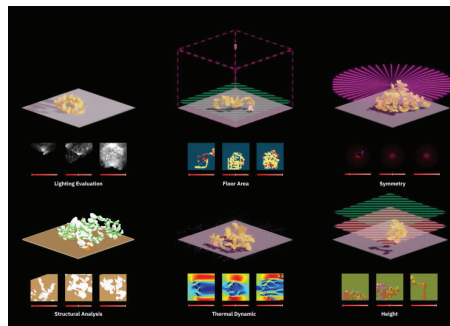 Lighting Evaluation
Floor Area
Symmetry
Structural Analysis
Thermal Dynamic
Height